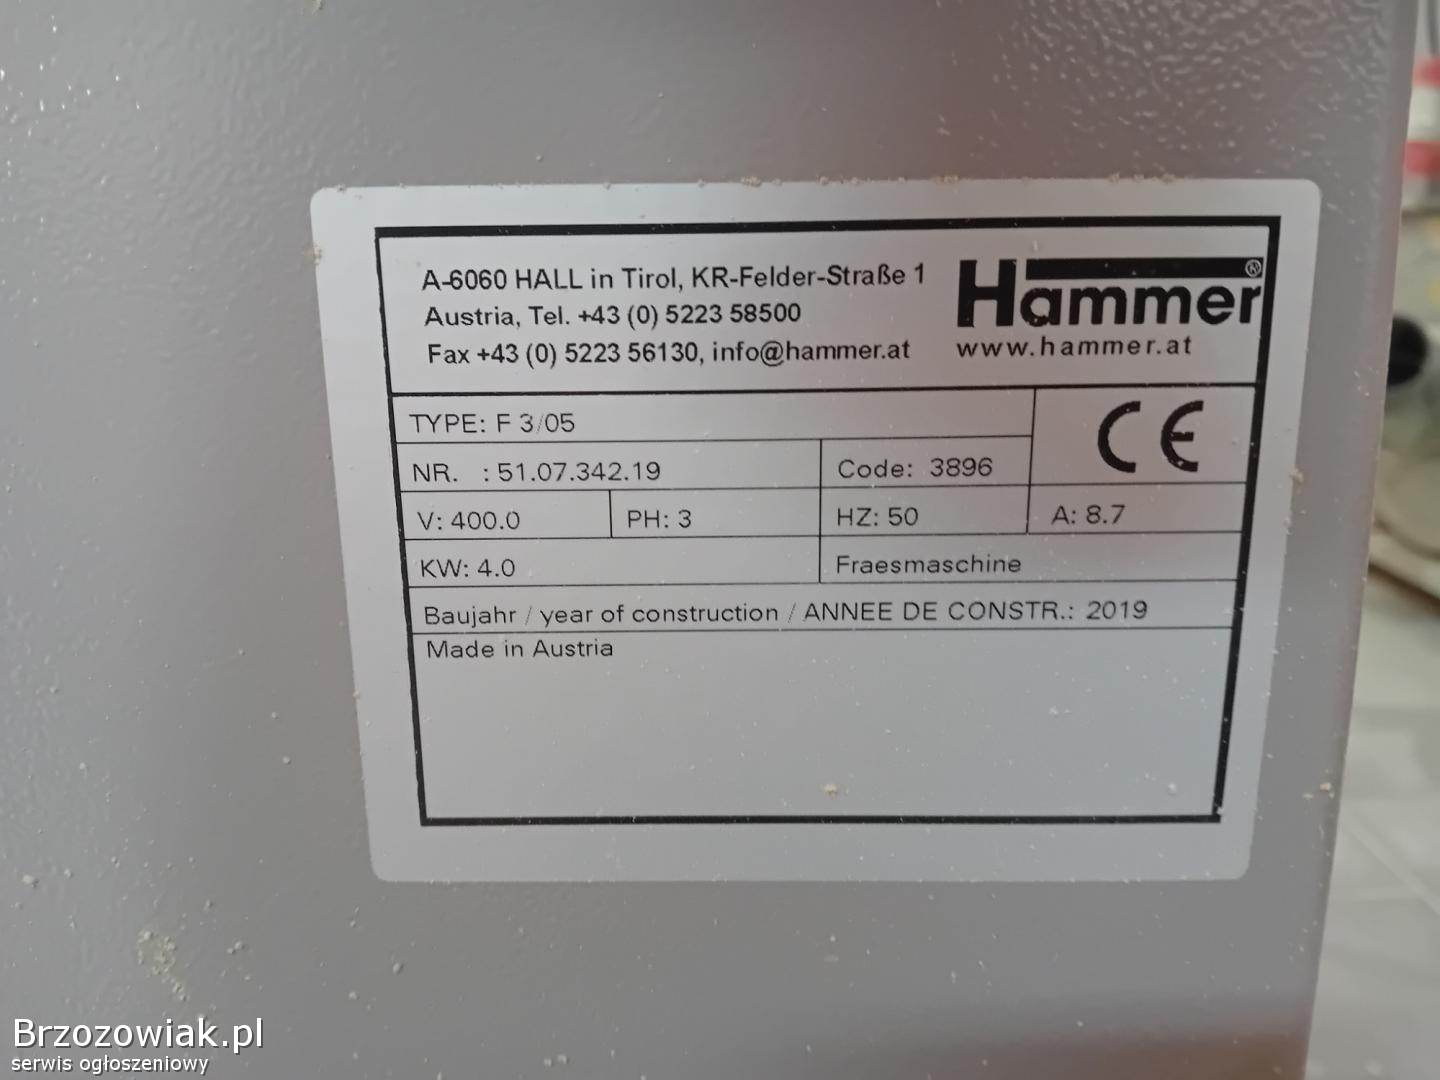 A-6060 HALL in Tirol, KR-Felder-Straße 1
Austria, Tel. +43 (0) 5223 58500
Fax +43 (0) 5223 56130, info@hammer.at
Hammer®
www.hammer.at
TYPE: F 3/05
CE
NR. : 51.07.342.19
Code: 3896
V: 400.0
PH: 3
HZ: 50
A: 8.7
KW: 4.0
Fraesmaschine
Baujahr / year of construction / ANNEE DE CONSTR.: 2019
Made in Austria
Brzozowiak.pl
serwis ogłoszeniowy